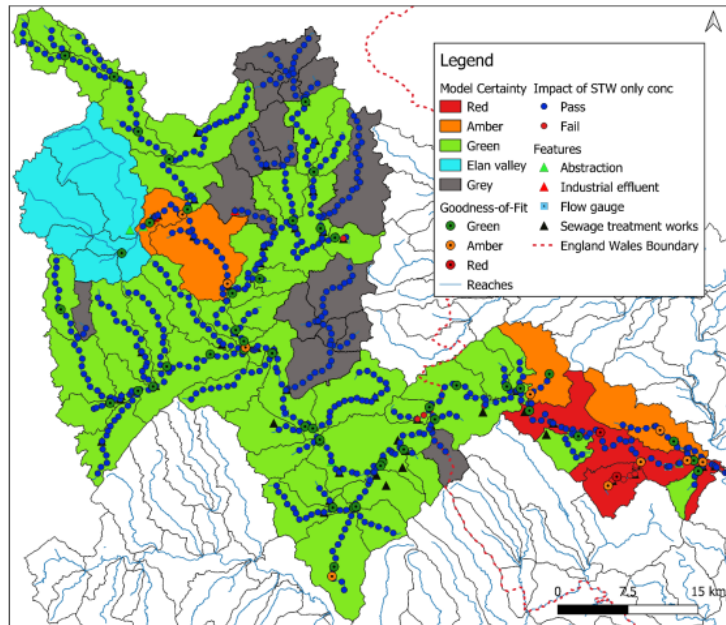 Legend
Model Certainty
Red
Amber
Green
Elan valley
Grey
Goodness-of-Fit
Green
Amber
Red
Reaches
Impact of STW only conc
Pass
Fail
Features
Abstraction
Industrial effluent
Flow gauge
Sewage treatment works
England Wales Boundary
0 7.5 15 km